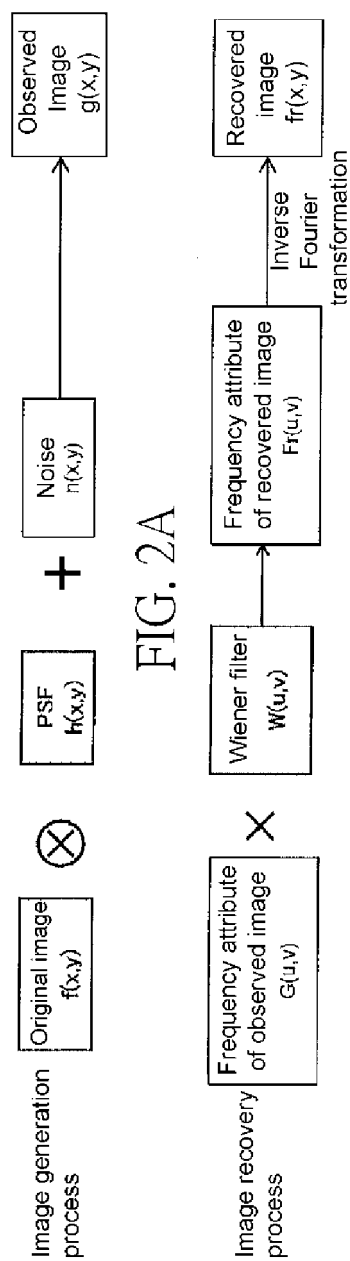 Image generation
process
Original image
f(x,y)
⊗
PSF
h(x,y)
+
Noise
n(x,y)
Observed
Image
g(x,y)
FIG. 2A
Image recovery
process
Frequency attribute
of observed image
G(u,v)
×
Wiener filter
W(u,v)
Frequency attribute
of recovered image
Fr(u,v)
Inverse
Fourier
transformation
Recovered
image
fr(x,y)